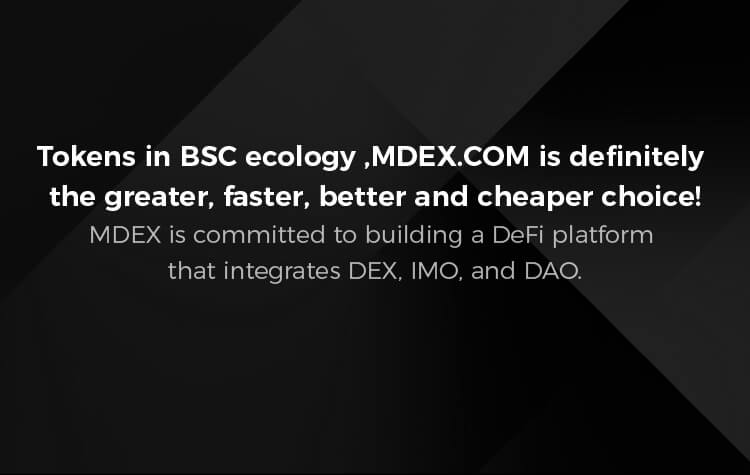 Tokens in BSC ecology ,MDEX.COM is definitely
the greater, faster, better and cheaper choice!
MDEX is committed to building a DeFi platform
that integrates DEX, IMO, and DAO.